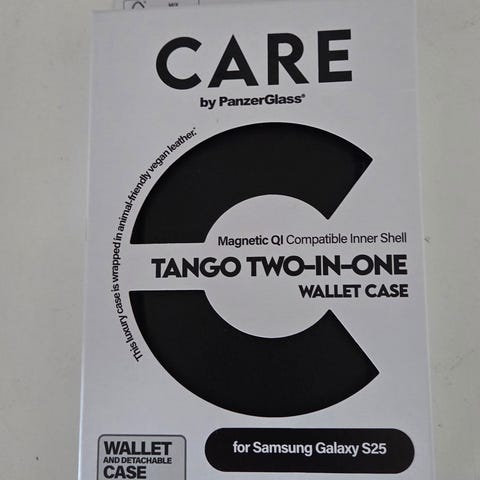 CARE
by PanzerGlass®
This luxury case is wrapped in animal-friendly vegan leather.*
Magnetic QI Compatible Inner Shell
TANGO TWO-IN-ONE
WALLET CASE
for Samsung Galaxy S25
WALLET
AND DETACHABLE
CASE